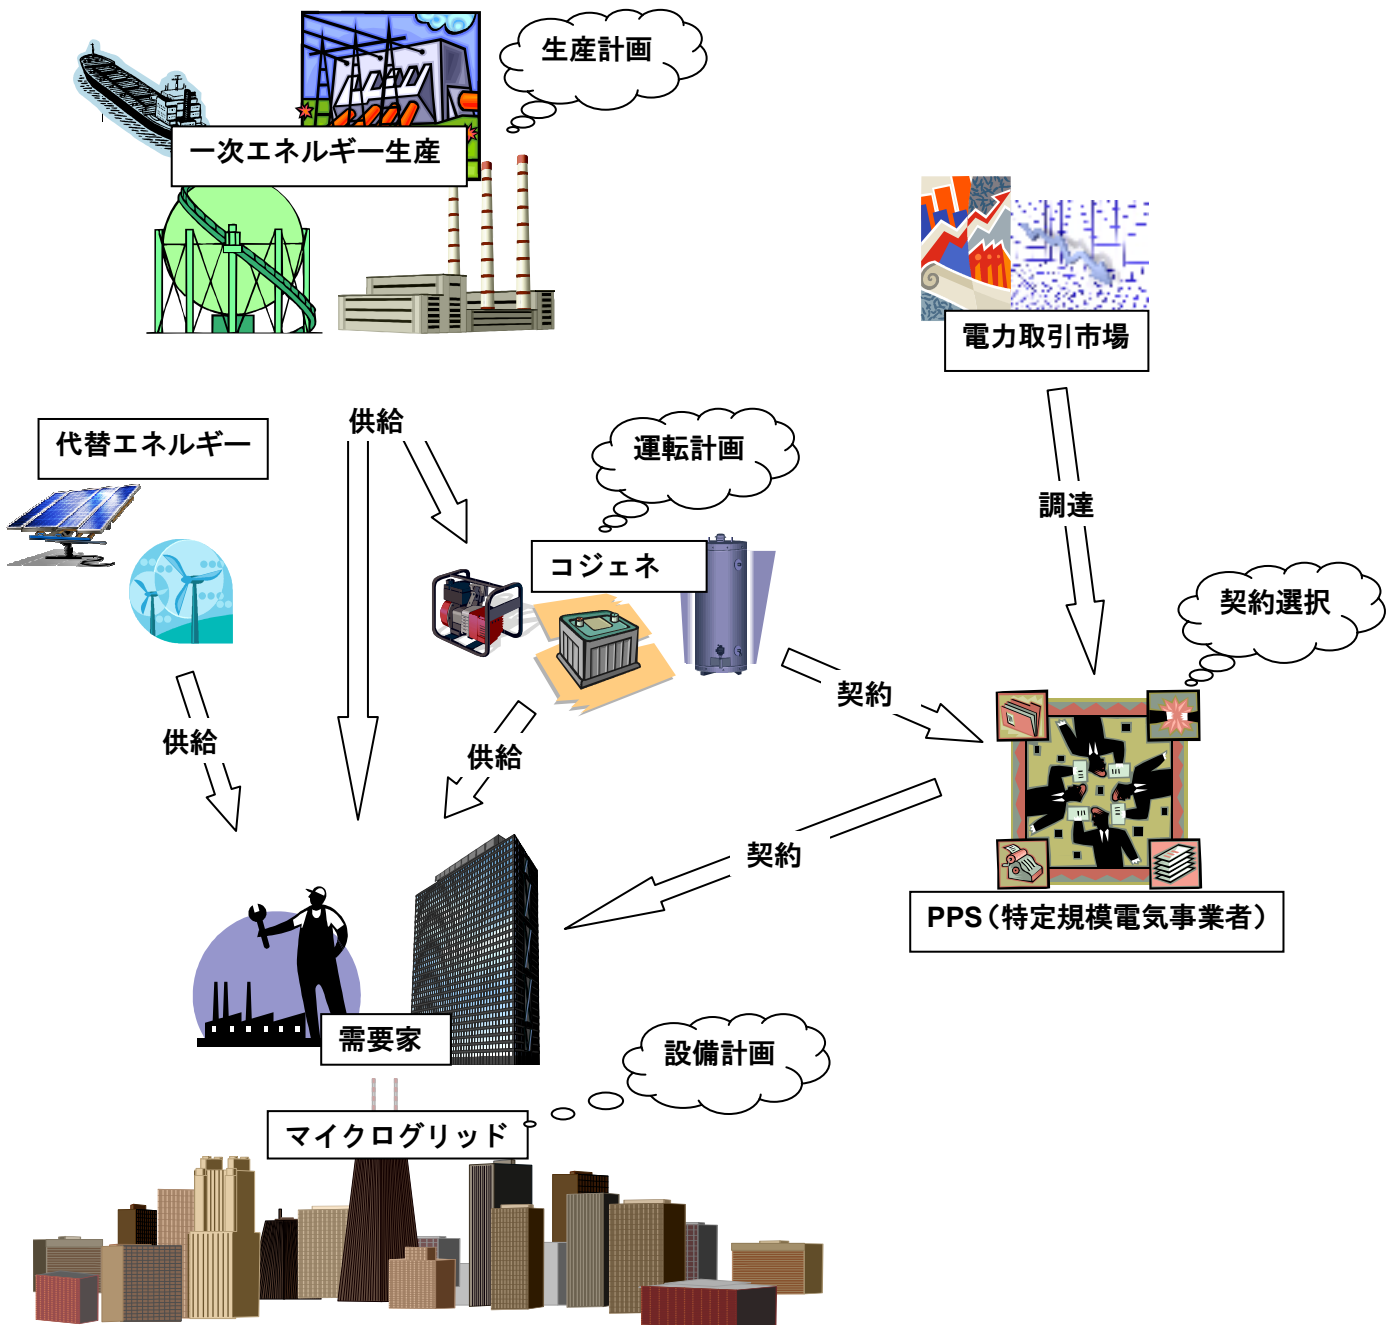 生産計画
一次エネルギー生産
電力取引市場
代替エネルギー
供給
運転計画
調達
コジェネ
契約選択
契約
供給
供給
契約
PPS（特定規模電気事業者）
需要家
設備計画
マイクログリッド